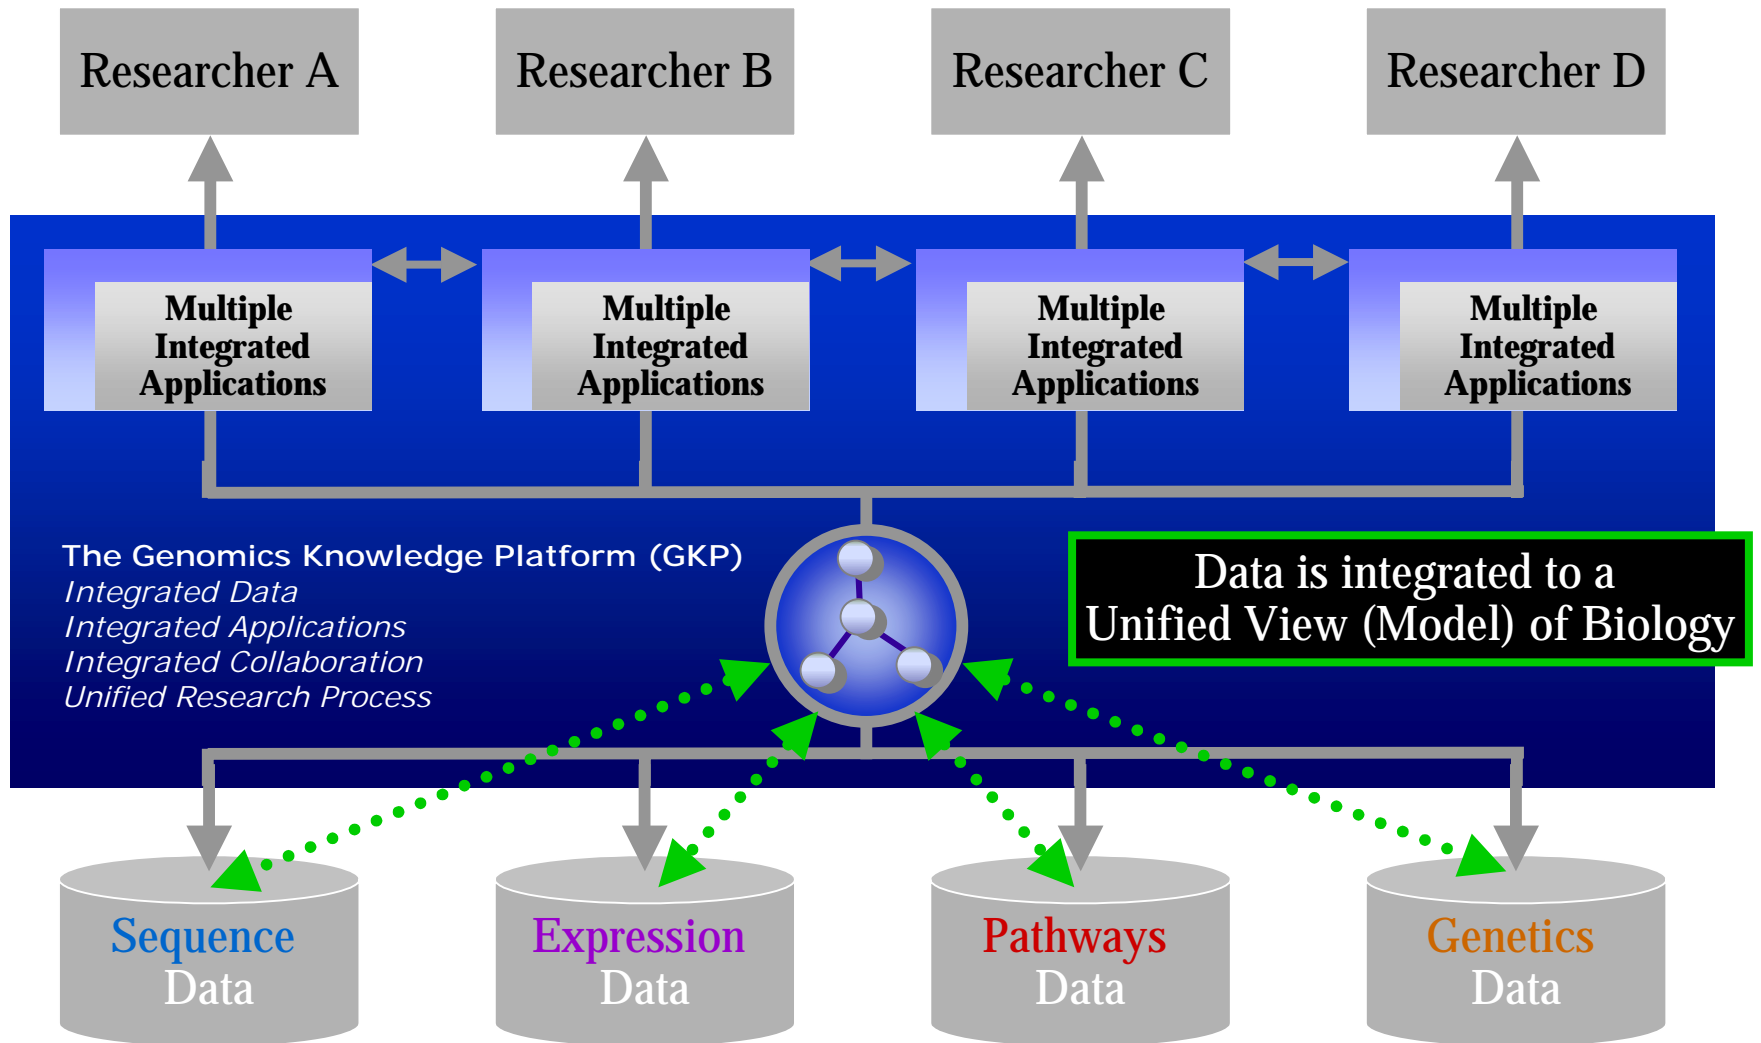 Researcher A
Researcher B
Researcher C
Researcher D
Multiple
Integrated
Applications
Multiple
Integrated
Applications
Multiple
Integrated
Applications
Multiple
Integrated
Applications
The Genomics Knowledge Platform (GKP)
Integrated Data
Integrated Applications
Integrated Collaboration
Unified Research Process
Data is integrated to a
Unified View (Model) of Biology
Sequence
Data
Expression
Data
Pathways
Data
Genetics
Data